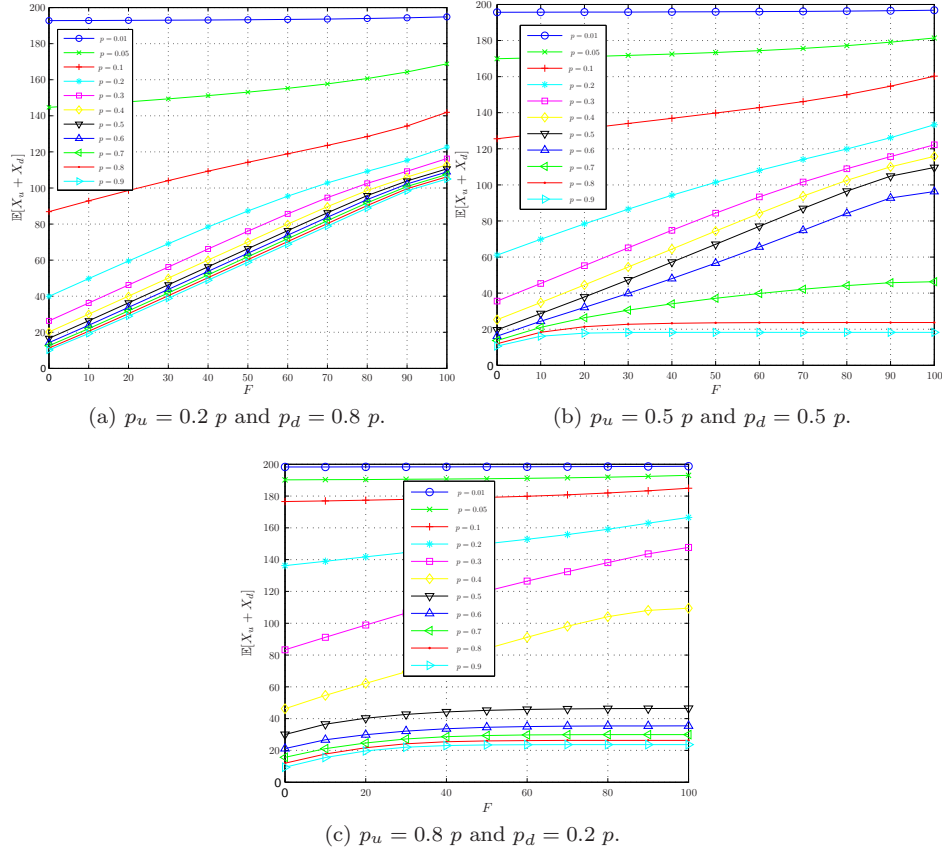 200
180
160
140
120
100
80
60
40
20
0
𝔼[X_u + X_d]
p = 0.01
p = 0.05
p = 0.1
p = 0.2
p = 0.3
p = 0.4
p = 0.5
p = 0.6
p = 0.7
p = 0.8
p = 0.9
0 10 20 30 40 50 60 70 80 90 100
F
(a) p_u = 0.2 p and p_d = 0.8 p.
200
180
160
140
120
100
80
60
40
20
0
𝔼[X_u + X_d]
p = 0.01
p = 0.05
p = 0.1
p = 0.2
p = 0.3
p = 0.4
p = 0.5
p = 0.6
p = 0.7
p = 0.8
p = 0.9
0 10 20 30 40 50 60 70 80 90 100
F
(b) p_u = 0.5 p and p_d = 0.5 p.
200
180
160
140
120
100
80
60
40
20
0
𝔼[X_u + X_d]
p = 0.01
p = 0.05
p = 0.1
p = 0.2
p = 0.3
p = 0.4
p = 0.5
p = 0.6
p = 0.7
p = 0.8
p = 0.9
0 20 40 60 80 100
F
(c) p_u = 0.8 p and p_d = 0.2 p.